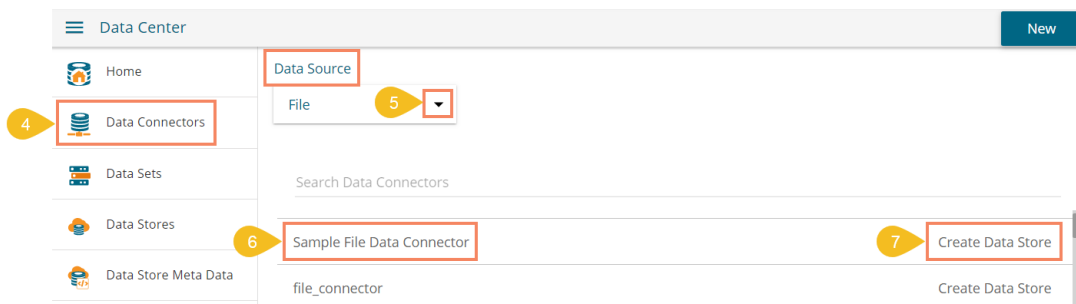 Data Center
New
Home
Data Source
File
5
4
Data Connectors
Data Sets
Search Data Connectors
Data Stores
6
Sample File Data Connector
7
Create Data Store
Data Store Meta Data
file_connector
Create Data Store